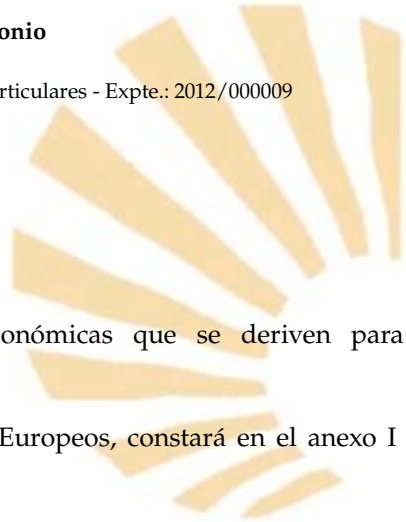 onio
rticulares - Expte.: 2012/000009
onómicas que se deriven para
Europeos, constará en el anexo I